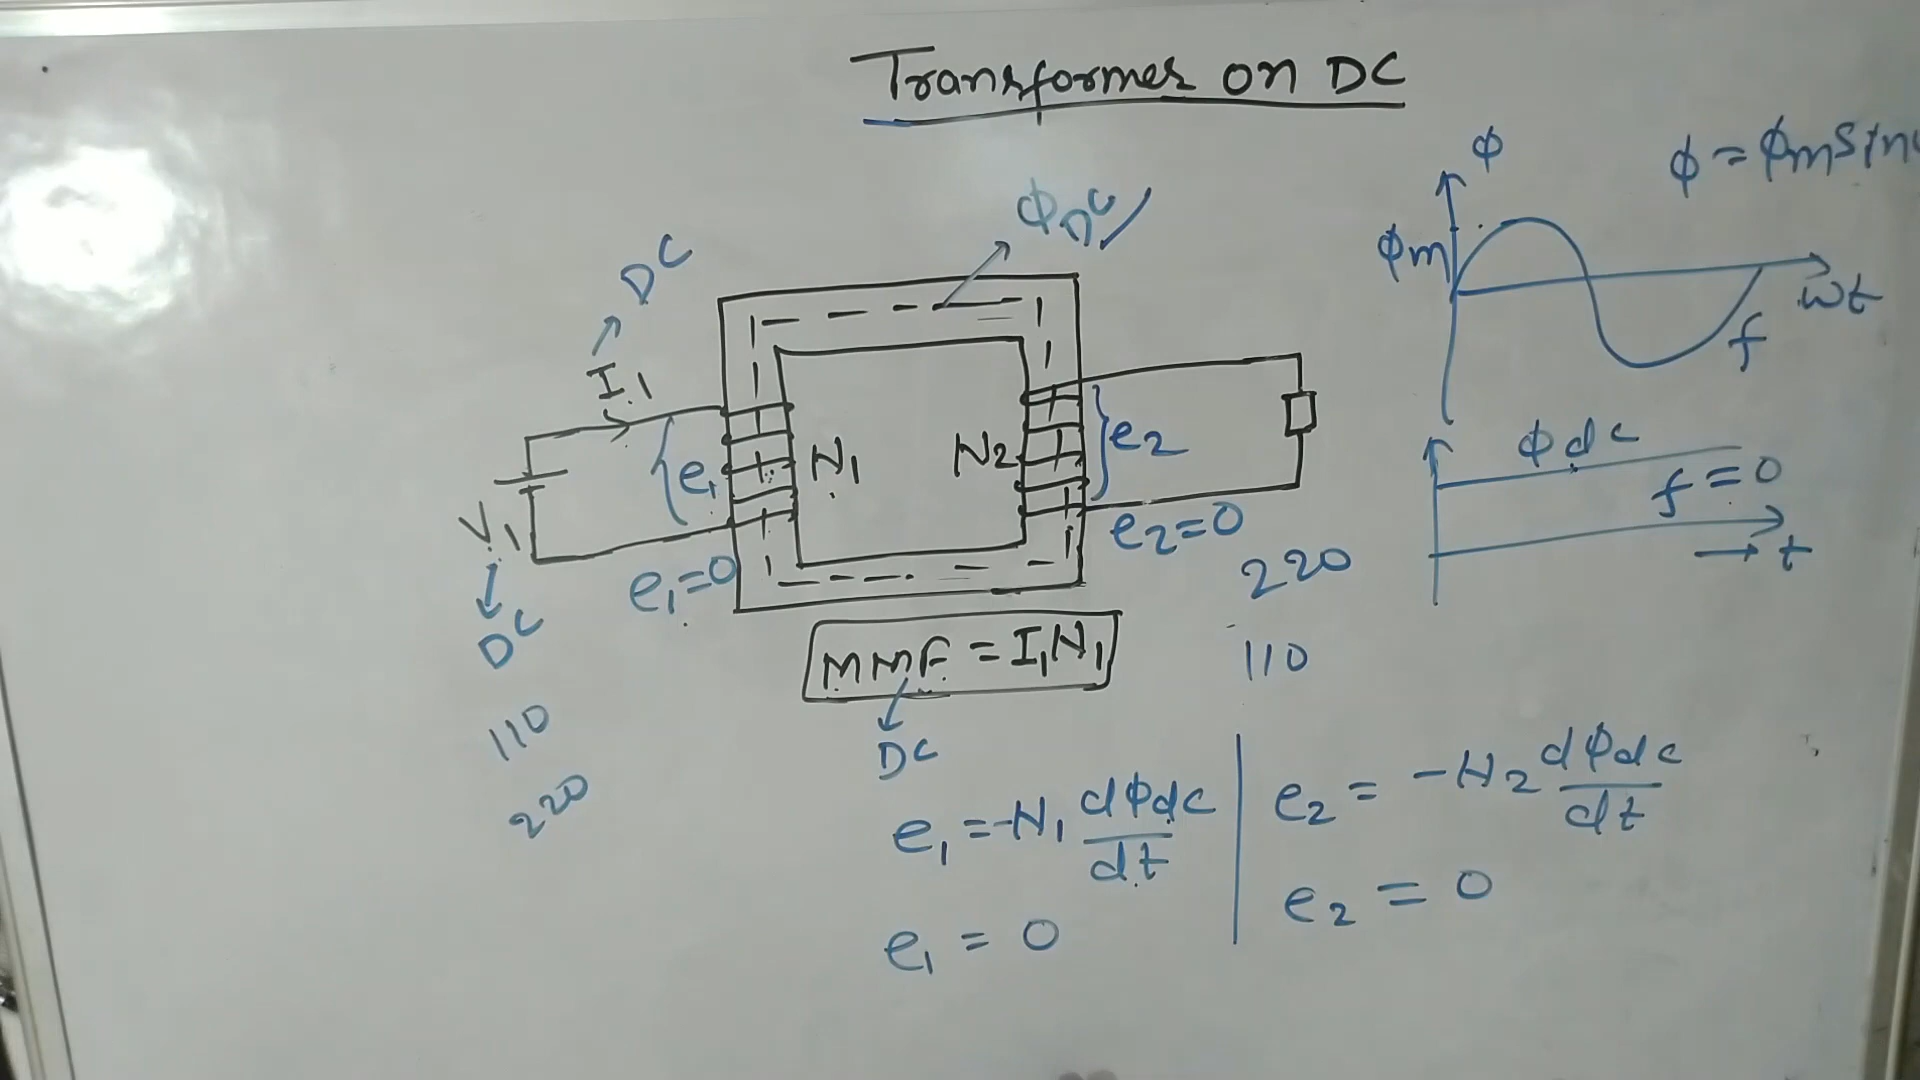 Transformer on DC
ϕ
ϕ = ϕm sin
ϕDC
ϕm
DC
ωt
f
I1
e1
N1
N2
e2
ϕdc
f = 0
t
V1
e1=0
e2=0
DC
220
110
MMF = I1N1
DC
110
220
e1 = -N1 dϕdc/dt
e2 = -N2 dϕdc/dt
e1 = 0
e2 = 0